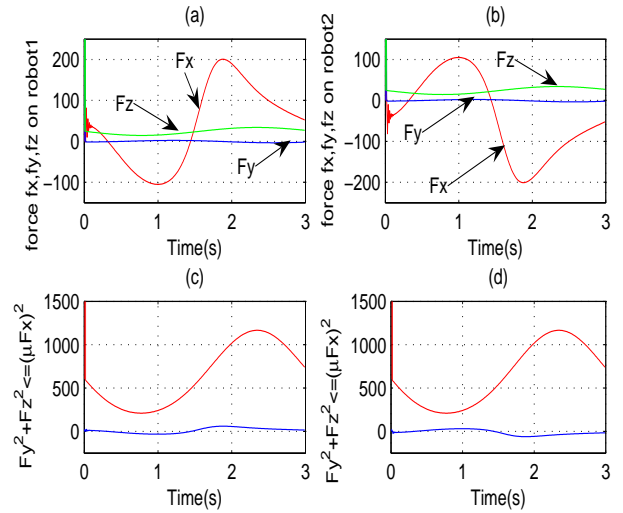 (a)
force fx,fy,fz on robot1
200
100
0
−100
Fx
Fz
Fy
0 1 2 3
Time(s)
(b)
force fx,fy,fz on robot2
100
0
−100
−200
Fz
Fy
Fx
0 1 2 3
Time(s)
(c)
Fy²+Fz²<=(μFx)²
1500
1000
500
0
0 1 2 3
Time(s)
(d)
Fy²+Fz²<=(μFx)²
1500
1000
500
0
0 1 2 3
Time(s)